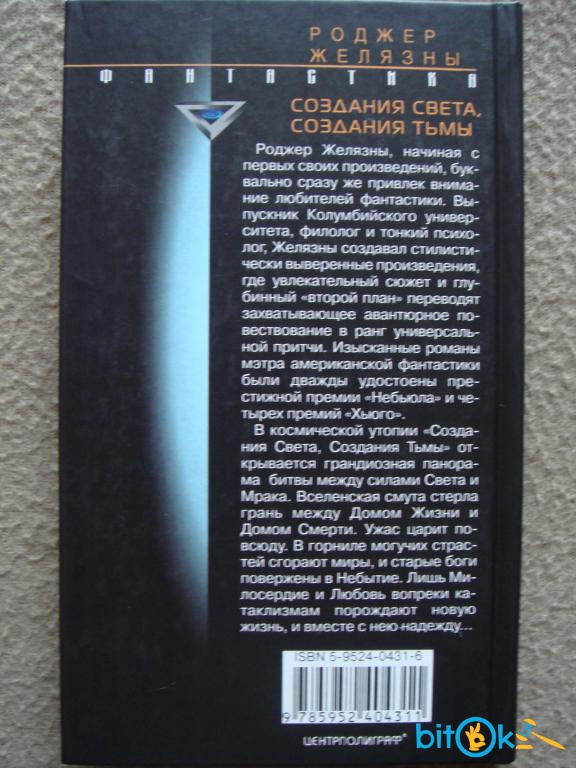 РОДЖЕР
ЖЕЛЯЗНЫ
ФАНТАСТИКА
СОЗДАНИЯ СВЕТА,
СОЗДАНИЯ ТЬМЫ
Роджер Желязны, начиная с
первых своих произведений, бук-
вально сразу же привлек внима-
ние любителей фантастики. Вы-
пускник Колумбийского универ-
ситета, филолог и тонкий психо-
лог, Желязны создавал стилисти-
чески выверенные произведения,
где увлекательный сюжет и глу-
бинный «второй план» переводят
захватывающее авантюрное по-
вествование в ранг универсаль-
ной притчи. Изысканные романы
мэтра американской фантастики
были дважды удостоены пре-
стижной премии «Небьюла» и че-
тырех премий «Хьюго».
В космической утопии «Созда-
ния Света, Создания Тьмы» от-
крывается грандиозная панора-
ма битвы между силами Света и
Мрака. Вселенская смута стерла
грань между Домом Жизни и
Домом Смерти. Ужас царит по-
всюду. В горниле могучих страс-
тей сгорают миры, и старые боги
повержены в Небытие. Лишь Ми-
лосердие и Любовь вопреки ка-
таклизмам порождают новую
жизнь, и вместе с нею надежду...
ISBN 5-9524-0431-6
9 785952 404311
ЦЕНТРПОЛИГРАФ®
bitOk